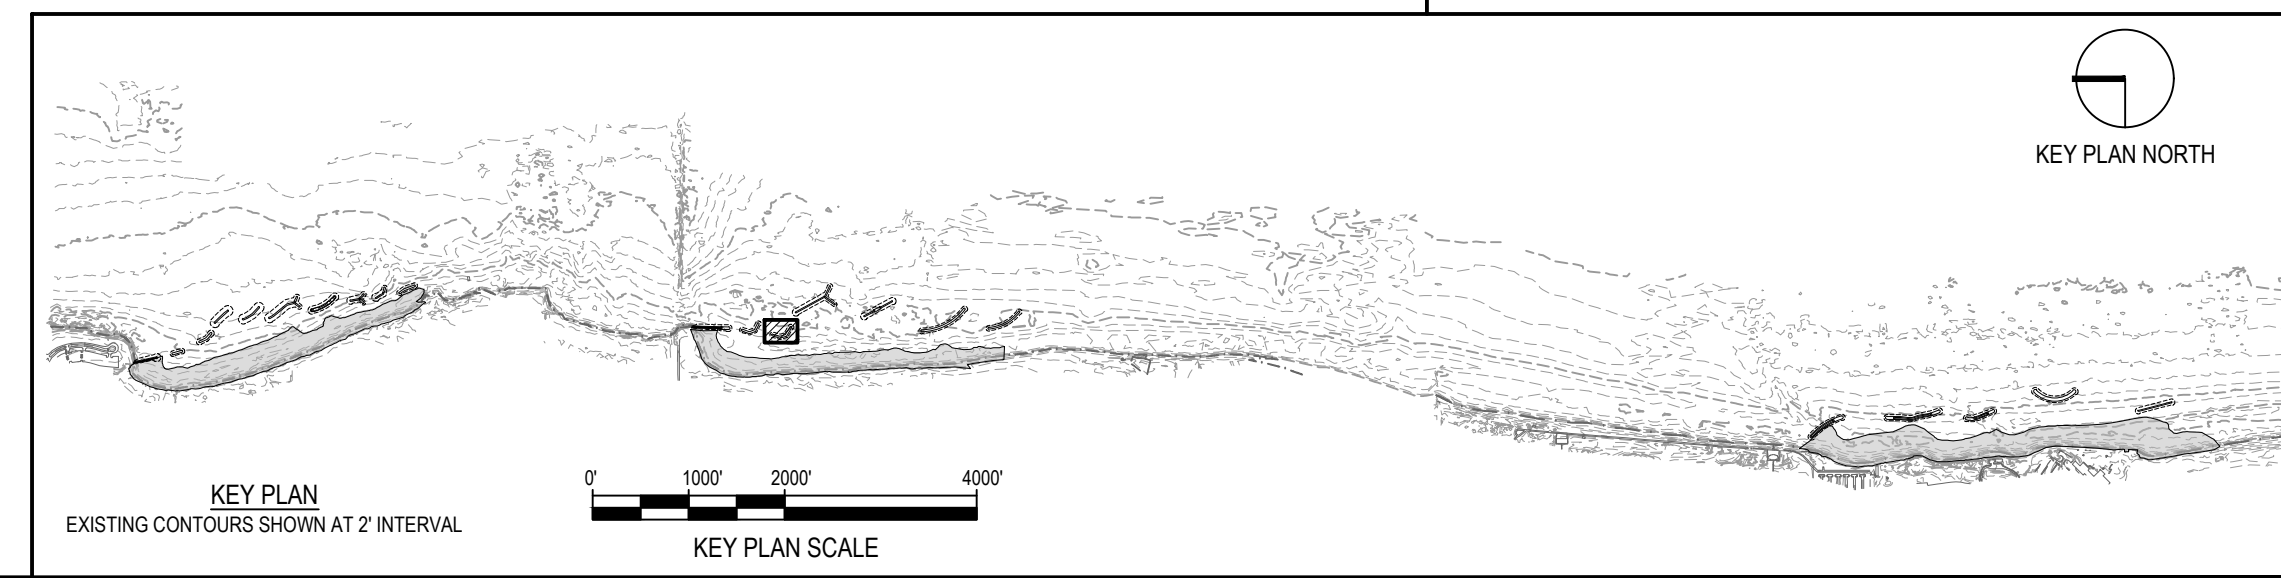 KEY PLAN NORTH
0' 1000' 2000' 4000'
KEY PLAN
EXISTING CONTOURS SHOWN AT 2' INTERVAL
KEY PLAN SCALE